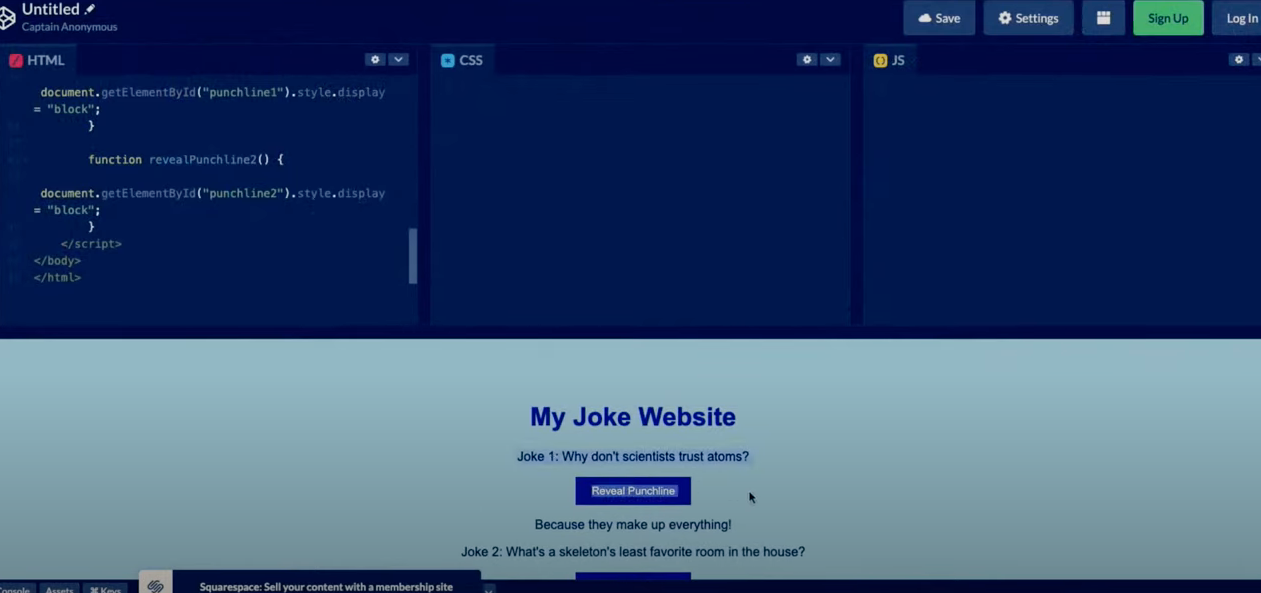 Untitled
Captain Anonymous
Save
Settings
Sign Up
Log In
HTML
CSS
JS
document.getElementById("punchline1").style.display
= "block";
}
function revealPunchline2() {
document.getElementById("punchline2").style.display
= "block";
}
</script>
</body>
</html>
My Joke Website
Joke 1: Why don't scientists trust atoms?
Reveal Punchline
Because they make up everything!
Joke 2: What's a skeleton's least favorite room in the house?
Console Assets ⌘ Keys
Squarespace: Sell your content with a membership site